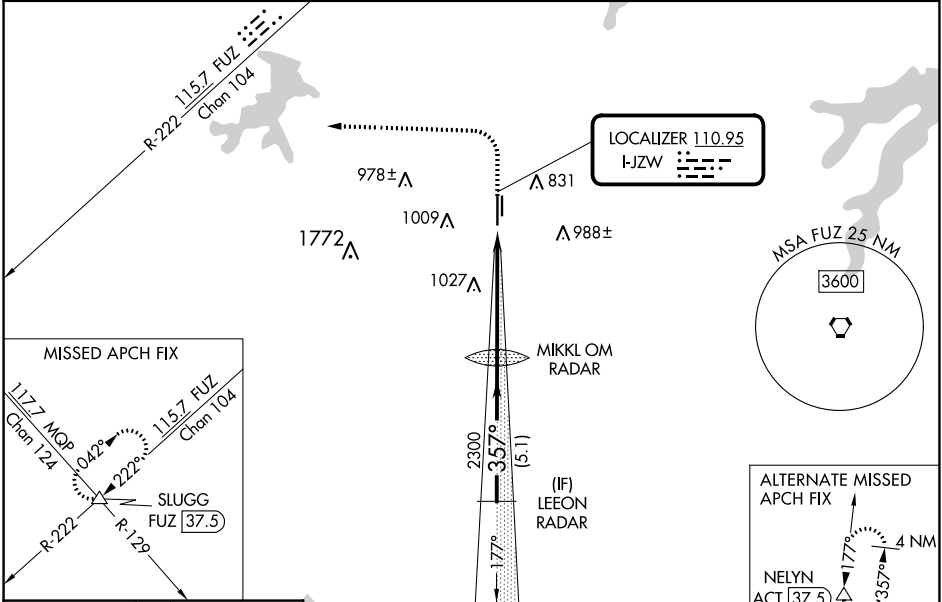 115.7 FUZ
Chan 104
R-222
LOCALIZER 110.95
I-JZW
978±
831
1009
988±
1772
1027
MSA FUZ 25 NM
3600
MIKKL OM
RADAR
2300
357°
(5.1)
(IF)
LEEON
RADAR
177°
MISSED APCH FIX
117.7 MQP
Chan 124
115.7 FUZ
Chan 104
042°
222°
SLUGG
FUZ 37.5
R-222
R-129
ALTERNATE MISSED
APCH FIX
4 NM
177°
357°
NELYN
ACT 37.5